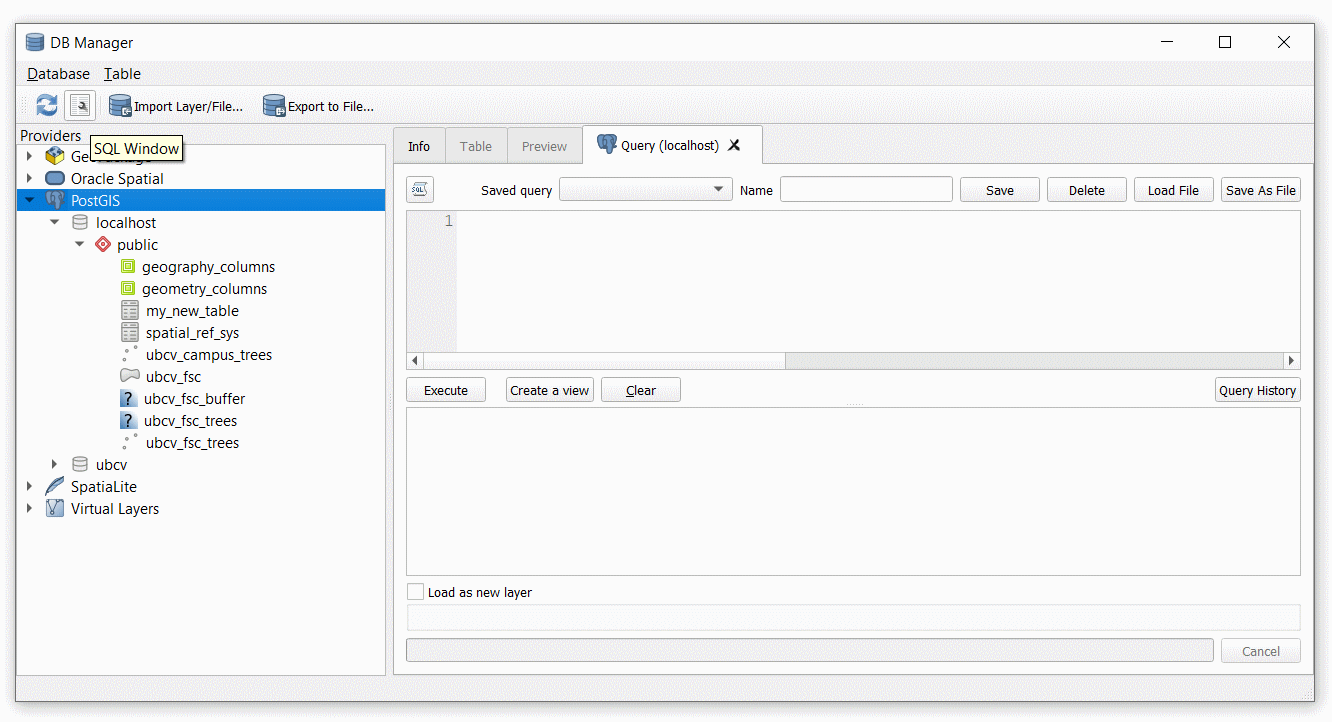 DB Manager
Database Table
Import Layer/File... Export to File...
Providers
SQL Window
Oracle Spatial
PostGIS
localhost
public
geography_columns
geometry_columns
my_new_table
spatial_ref_sys
ubcv_campus_trees
ubcv_fsc
ubcv_fsc_buffer
ubcv_fsc_trees
ubcv_fsc_trees
ubcv
SpatiaLite
Virtual Layers
Info Table Preview Query (localhost)
SQL Saved query Name Save Delete Load File Save As File
1
Execute Create a view Clear Query History
Load as new layer
Cancel